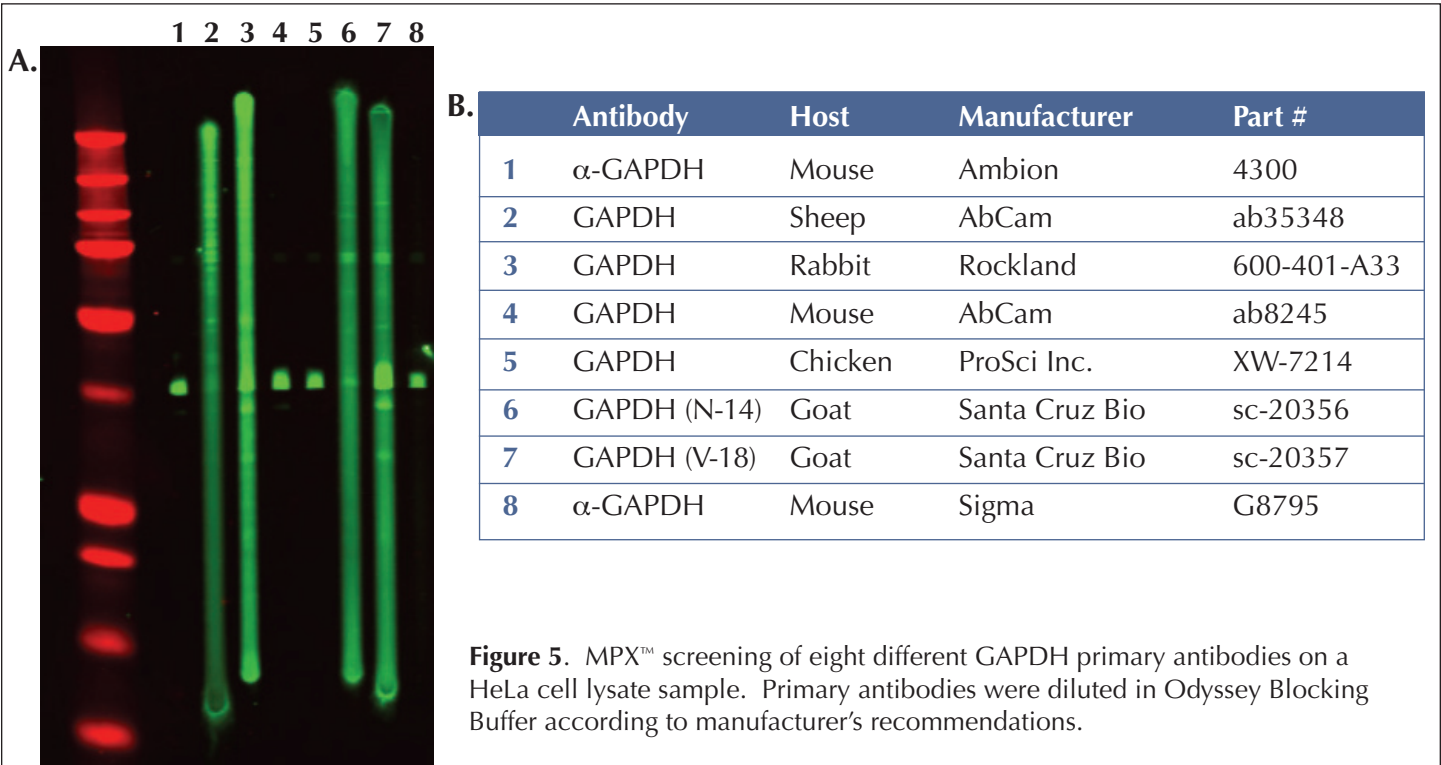 1 2 3 4 5 6 7 8
A.
B.
Antibody Host Manufacturer Part #
1 α-GAPDH Mouse Ambion 4300
2 GAPDH Sheep AbCam ab35348
3 GAPDH Rabbit Rockland 600-401-A33
4 GAPDH Mouse AbCam ab8245
5 GAPDH Chicken ProSci Inc. XW-7214
6 GAPDH (N-14) Goat Santa Cruz Bio sc-20356
7 GAPDH (V-18) Goat Santa Cruz Bio sc-20357
8 α-GAPDH Mouse Sigma G8795
Figure 5. MPX™ screening of eight different GAPDH primary antibodies on a
HeLa cell lysate sample. Primary antibodies were diluted in Odyssey Blocking
Buffer according to manufacturer's recommendations.